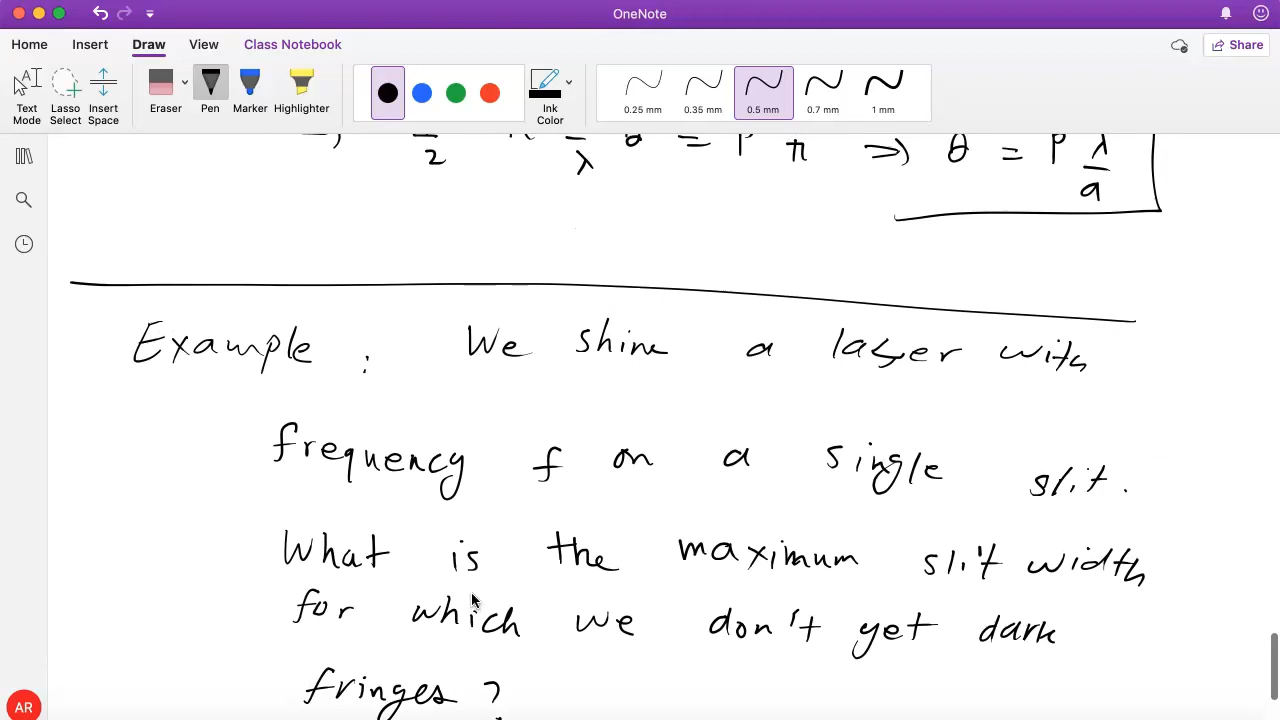 OneNote
Home Insert Draw View Class Notebook Share
Text Mode Lasso Select Insert Space Eraser Pen Marker Highlighter Ink Color 0.25 mm 0.35 mm 0.5 mm 0.7 mm 1 mm
2 λ θ = p π => θ = p λ/a
Example : We shine a laser with
frequency f on a single slit.
What is the maximum slit width
for which we don't get dark
fringes ?
AR